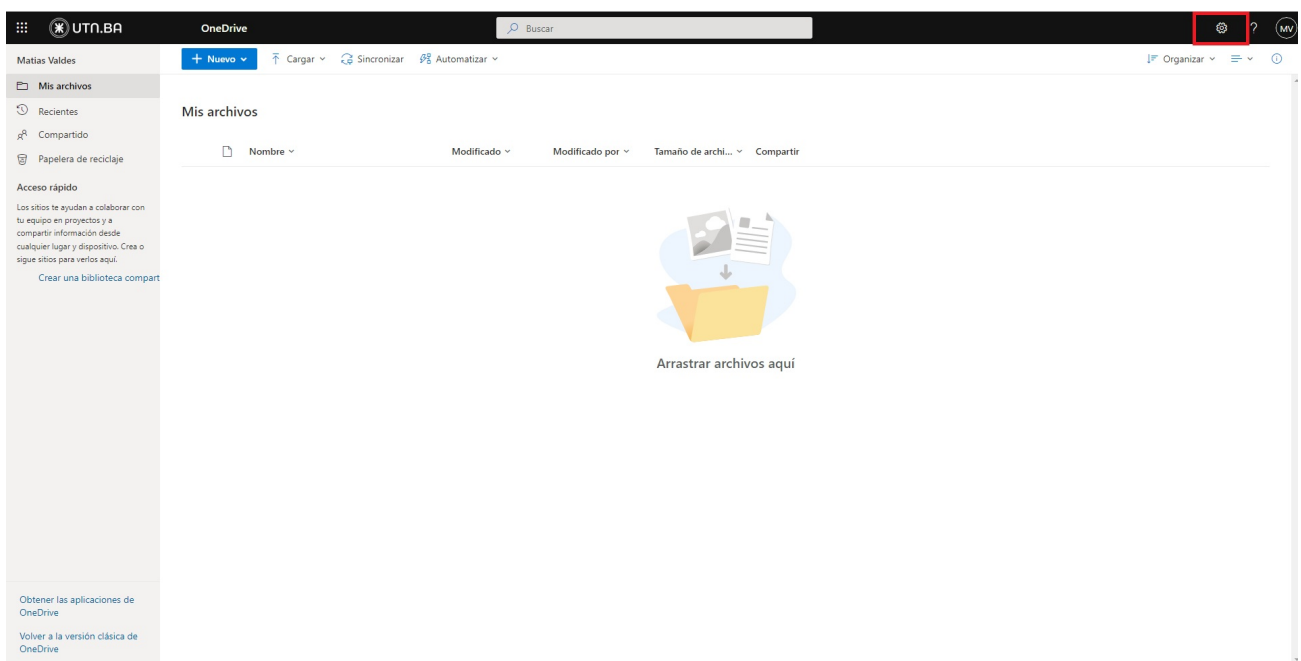 UTN.BA
OneDrive
Buscar
?
MV
Matias Valdes
Nuevo
Cargar
Sincronizar
Automatizar
Organizar
Mis archivos
Recientes
Compartido
Papelera de reciclaje
Acceso rápido
Los sitios te ayudan a colaborar con
tu equipo en proyectos y a
compartir información desde
cualquier lugar y dispositivo. Crea o
sigue sitios para verlos aquí.
Crear una biblioteca compart
Mis archivos
Nombre
Modificado
Modificado por
Tamaño de archi...
Compartir
Arrastrar archivos aquí
Obtener las aplicaciones de
OneDrive
Volver a la versión clásica de
OneDrive